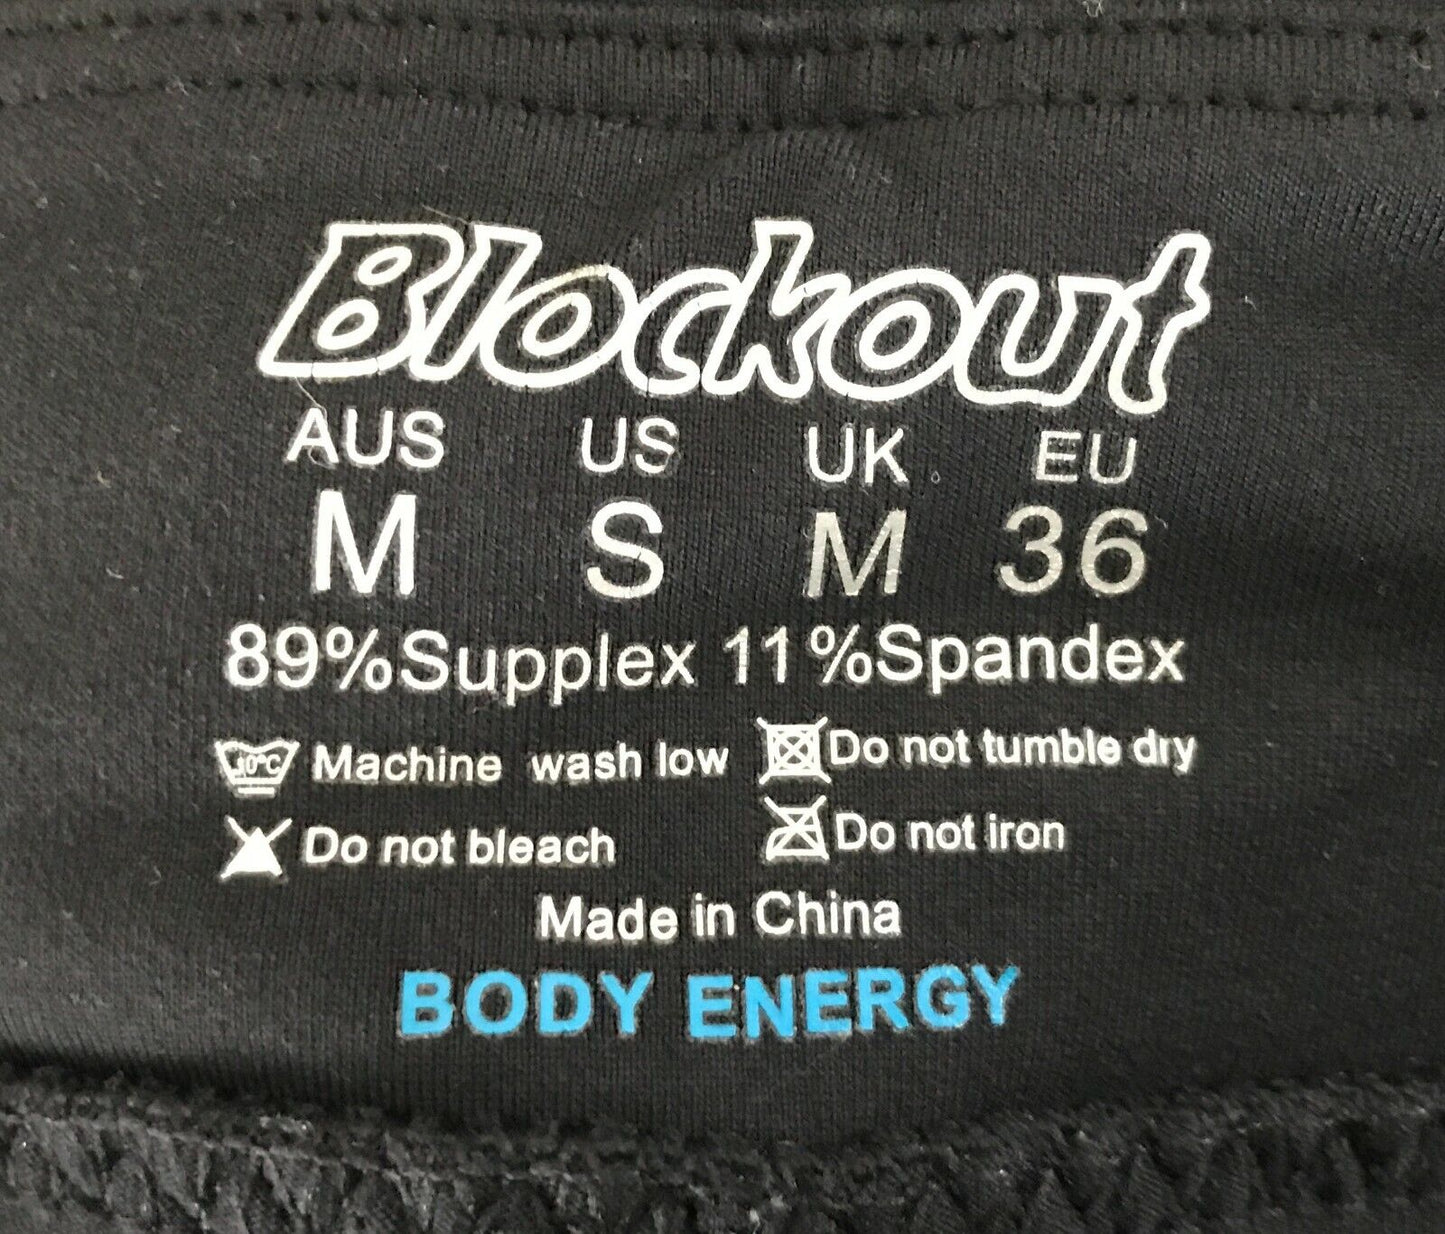 Blockout
AUS US UK EU
M S M 36
89%Supplex 11%Spandex
Machine wash low Do not tumble dry
Do not bleach Do not iron
Made in China
BODY ENERGY